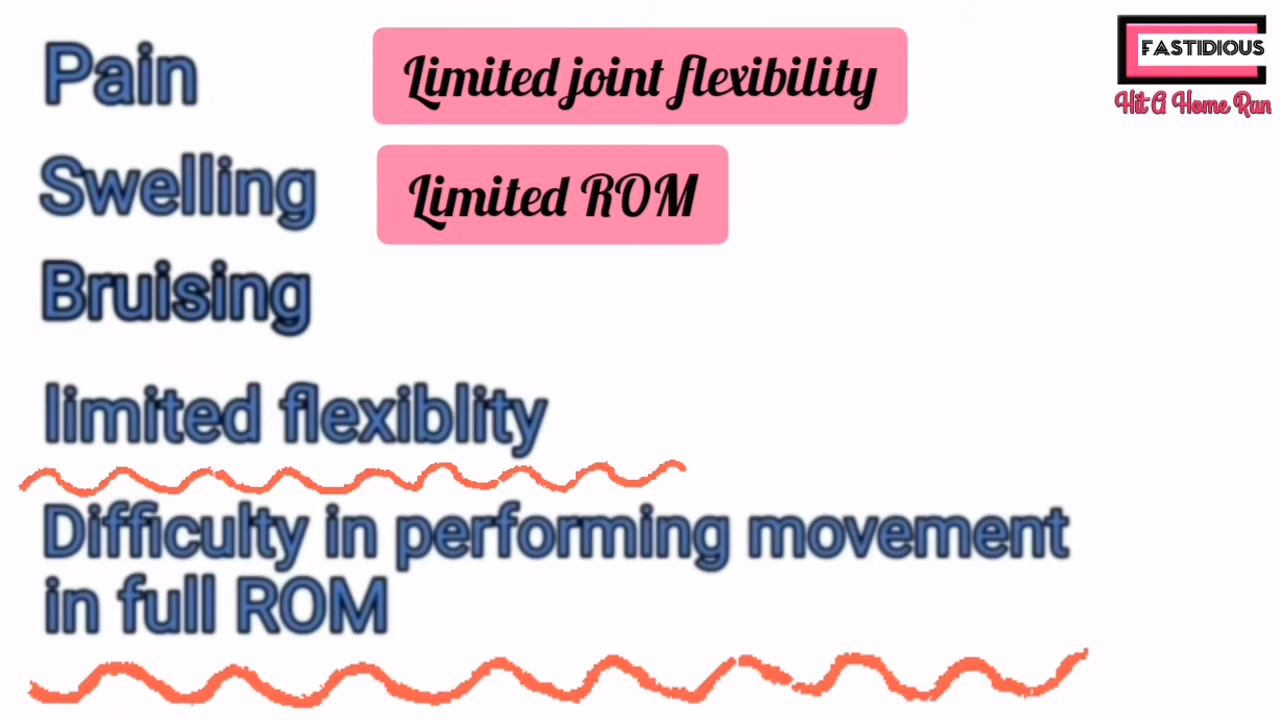 Pain
Limited joint flexibility
FASTIDIOUS
Hit A Home Run
Swelling
Limited ROM
Bruising
limited flexiblity
Difficulty in performing movement
in full ROM